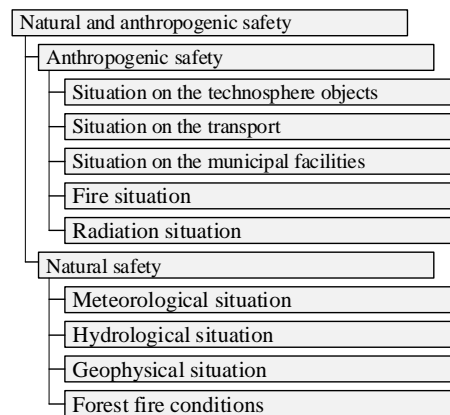 Natural and anthropogenic safety
Anthropogenic safety
Situation on the technosphere objects
Situation on the transport
Situation on the municipal facilities
Fire situation
Radiation situation
Natural safety
Meteorological situation
Hydrological situation
Geophysical situation
Forest fire conditions